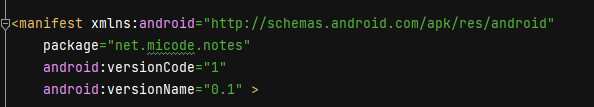 <manifest xmlns:android="http://schemas.android.com/apk/res/android"
package="net.micode.notes"
android:versionCode="1"
android:versionName="0.1" >